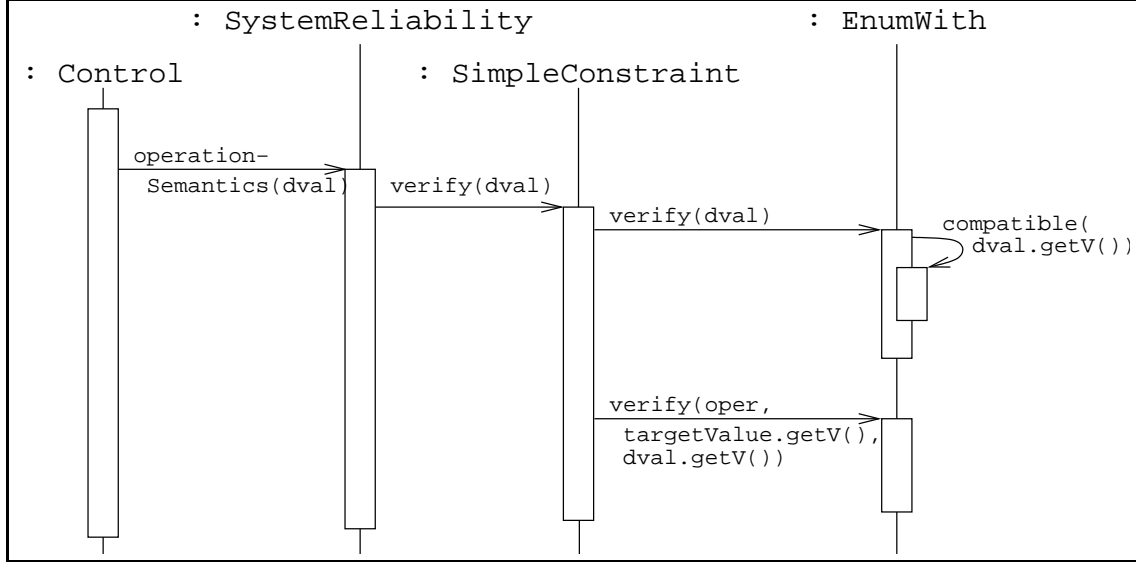 : SystemReliability
: EnumWith
: Control
: SimpleConstraint
operation-
Semantics(dval)
verify(dval)
verify(dval)
compatible(
dval.getV())
verify(oper,
targetValue.getV(),
dval.getV())